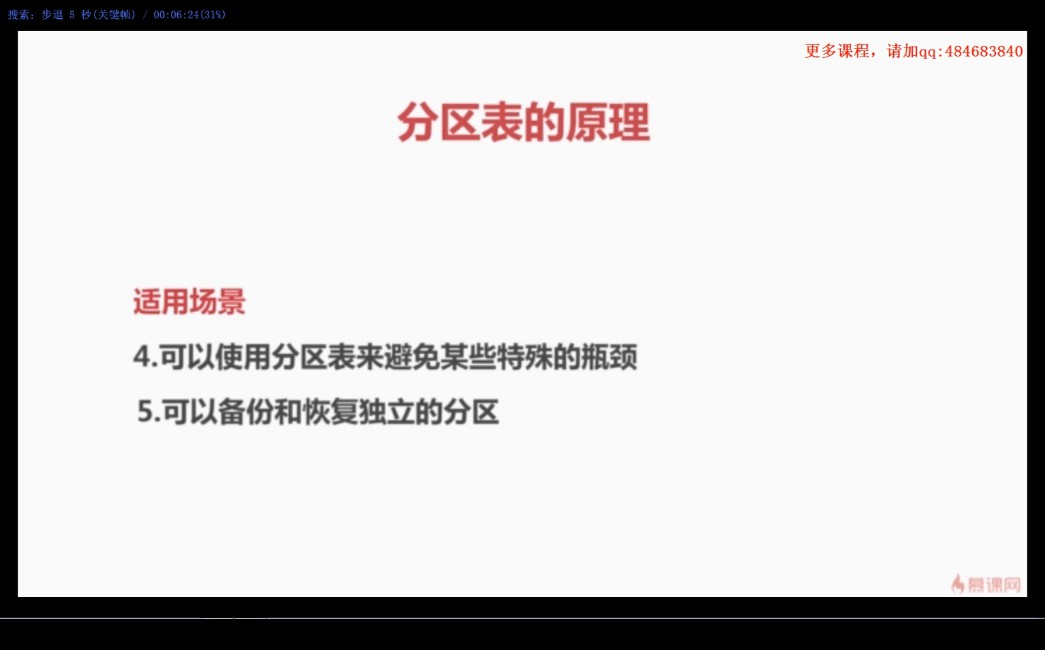 搜索: 步退 5 秒(关键帧) / 00:06:24(31%)
更多课程，请加qq:484683840
分区表的原理
适用场景
4.可以使用分区表来避免某些特殊的瓶颈
5.可以备份和恢复独立的分区
慕课网